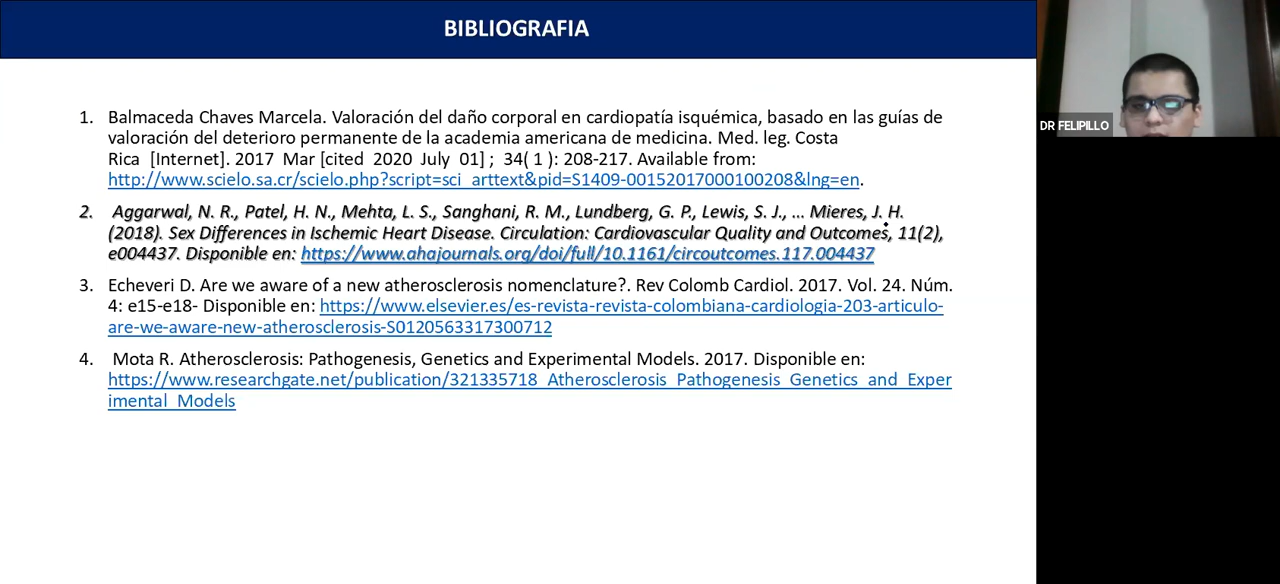 BIBLIOGRAFIA
1. Balmaceda Chaves Marcela. Valoración del daño corporal en cardiopatía isquémica, basado en las guías de
valoración del deterioro permanente de la academia americana de medicina. Med. leg. Costa
Rica [Internet]. 2017 Mar [cited 2020 July 01] ; 34( 1 ): 208-217. Available from:
http://www.scielo.sa.cr/scielo.php?script=sci_arttext&pid=S1409-00152017000100208&lng=en.
2. Aggarwal, N. R., Patel, H. N., Mehta, L. S., Sanghani, R. M., Lundberg, G. P., Lewis, S. J., … Mieres, J. H.
(2018). Sex Differences in Ischemic Heart Disease. Circulation: Cardiovascular Quality and Outcomes, 11(2),
e004437. Disponible en: https://www.ahajournals.org/doi/full/10.1161/circoutcomes.117.004437
3. Echeveri D. Are we aware of a new atherosclerosis nomenclature?. Rev Colomb Cardiol. 2017. Vol. 24. Núm.
4: e15-e18- Disponible en: https://www.elsevier.es/es-revista-revista-colombiana-cardiologia-203-articulo-
are-we-aware-new-atherosclerosis-S0120563317300712
4. Mota R. Atherosclerosis: Pathogenesis, Genetics and Experimental Models. 2017. Disponible en:
https://www.researchgate.net/publication/321335718_Atherosclerosis_Pathogenesis_Genetics_and_Exper
imental_Models
DR FELIPILLO